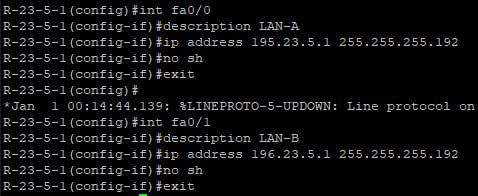 R-23-5-1(config)#int fa0/0
R-23-5-1(config-if)#description LAN-A
R-23-5-1(config-if)#ip address 195.23.5.1 255.255.255.192
R-23-5-1(config-if)#no sh
R-23-5-1(config-if)#exit
R-23-5-1(config)#
*Jan  1 00:14:44.139: %LINEPROTO-5-UPDOWN: Line protocol on
R-23-5-1(config)#int fa0/1
R-23-5-1(config-if)#description LAN-B
R-23-5-1(config-if)#ip address 196.23.5.1 255.255.255.192
R-23-5-1(config-if)#no sh
R-23-5-1(config-if)#exit